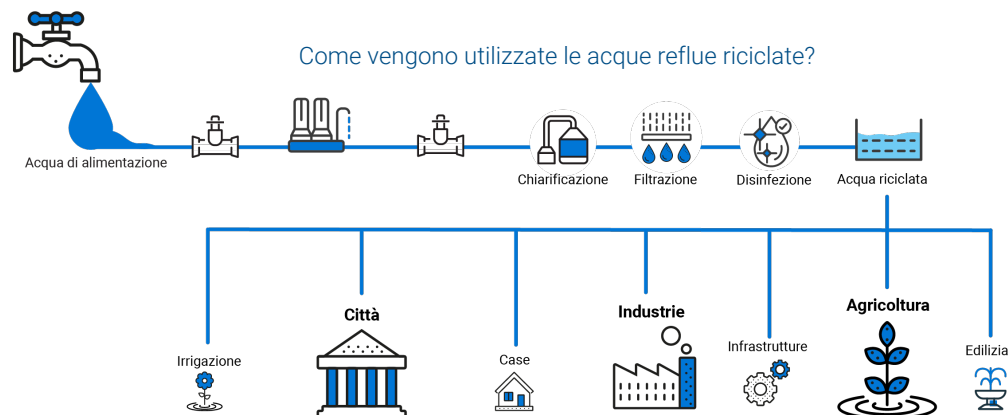 Come vengono utilizzate le acque reflue riciclate?
Acqua di alimentazione
Chiarificazione
Filtrazione
Disinfezione
Acqua riciclata
Irrigazione
Città
Case
Industrie
Infrastrutture
Agricoltura
Edilizia